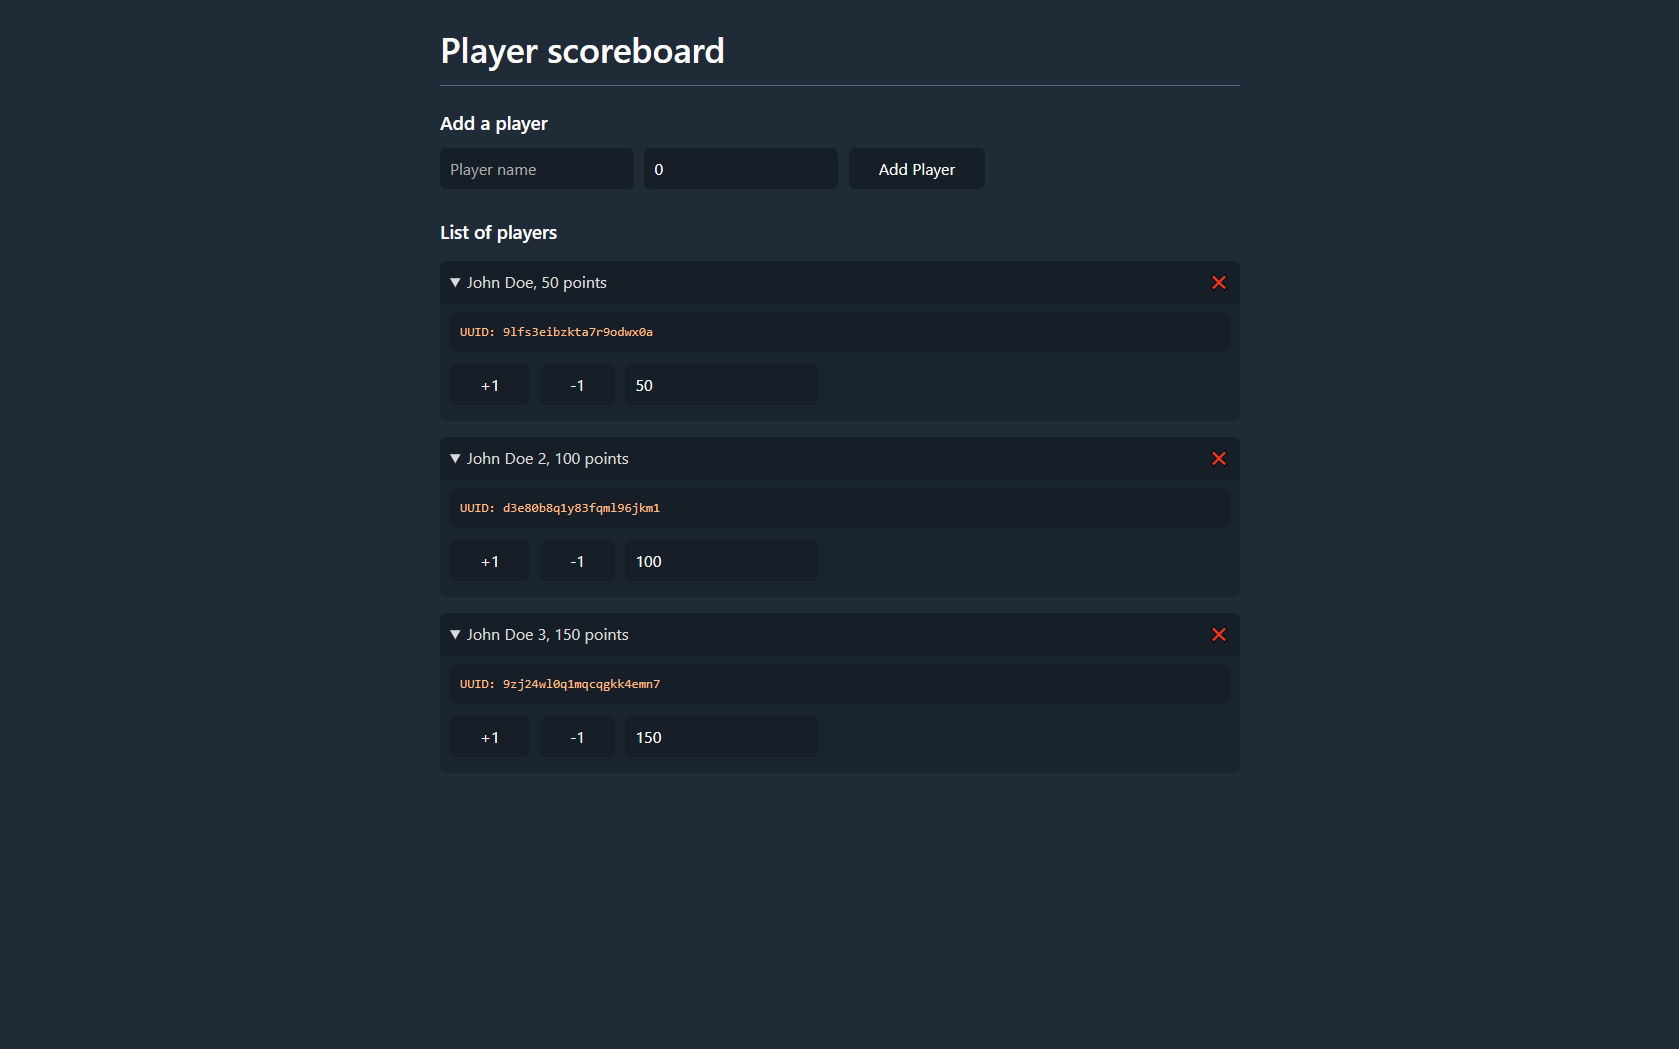 Player scoreboard
Add a player
Player name 0 Add Player
List of players
John Doe, 50 points
UUID: 9lfs3eibzkta7r9odwx0a
+1 -1 50
John Doe 2, 100 points
UUID: d3e80b8q1y83fqml96jkm1
+1 -1 100
John Doe 3, 150 points
UUID: 9zj24wl0q1mqcqgkk4emn7
+1 -1 150